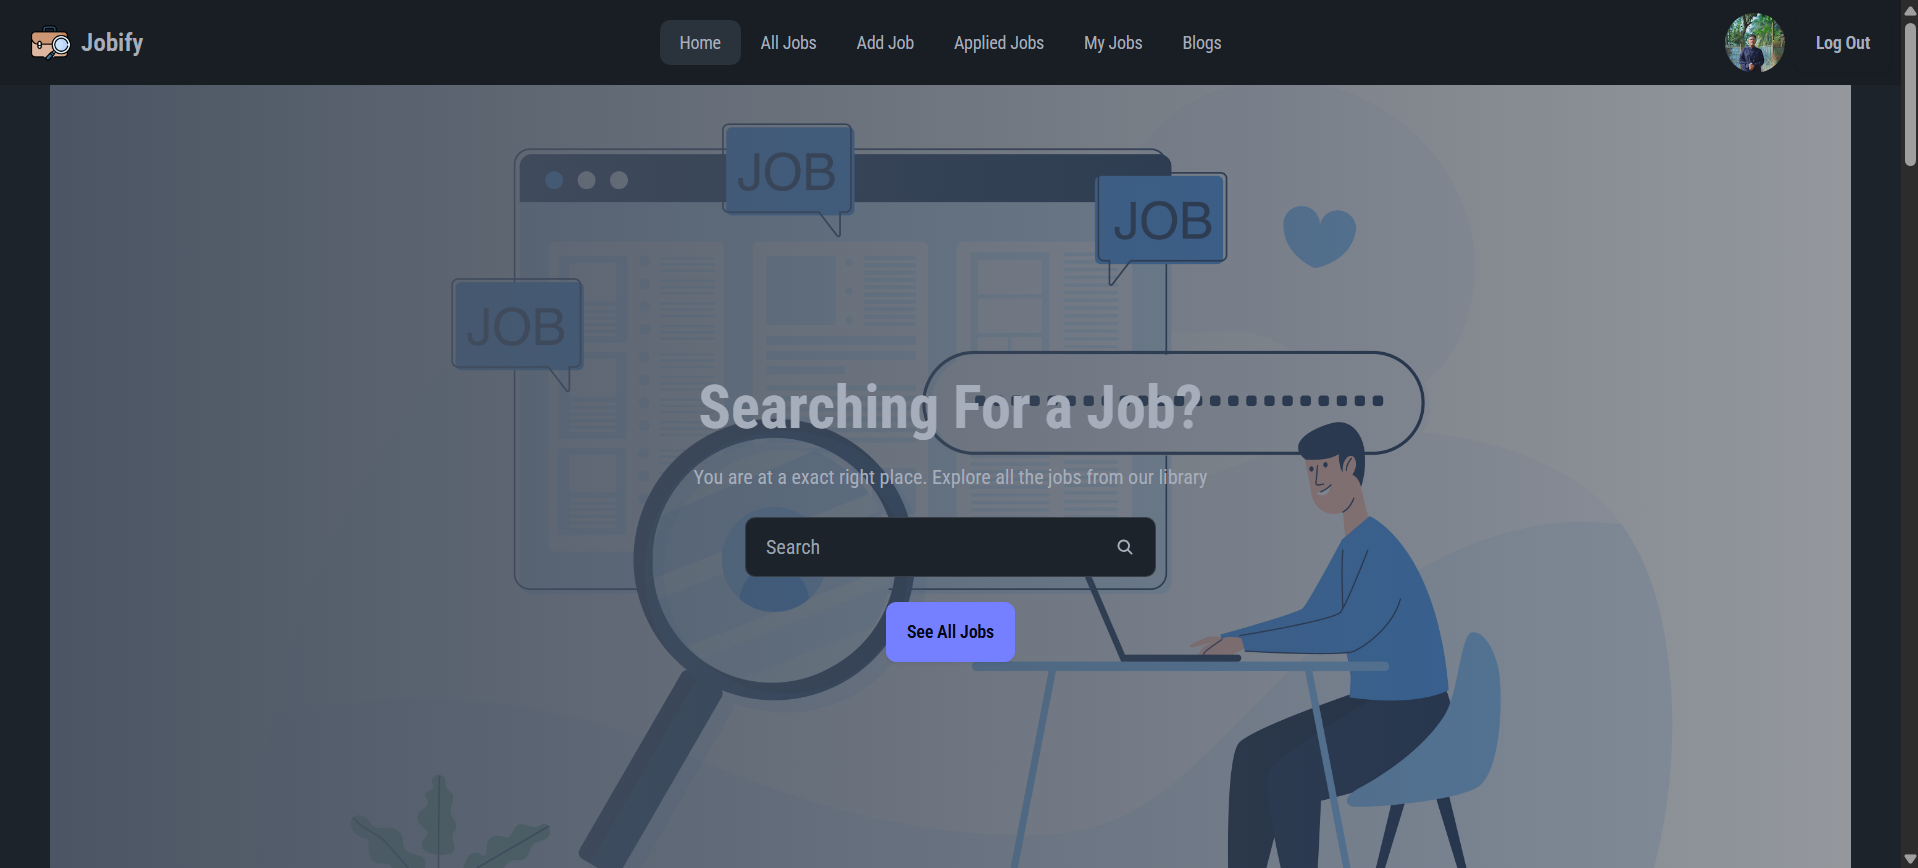 Jobify
Home
All Jobs
Add Job
Applied Jobs
My Jobs
Blogs
Log Out
JOB
JOB
JOB
Searching For a Job?
You are at a exact right place. Explore all the jobs from our library
Search
See All Jobs